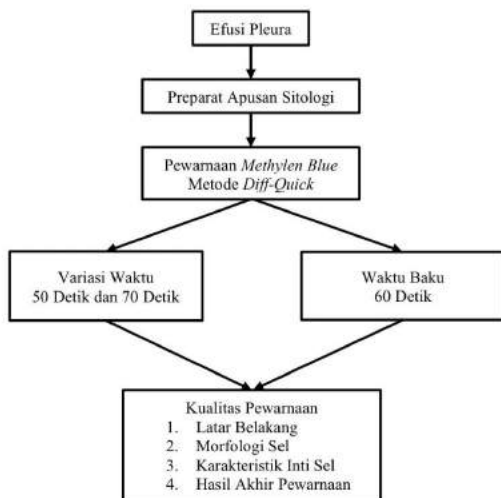 Efusi Pleura
Preparat Apusan Sitologi
Pewarnaan Methylen Blue
Metode Diff-Quick
Variasi Waktu
50 Detik dan 70 Detik
Waktu Baku
60 Detik
Kualitas Pewarnaan
1. Latar Belakang
2. Morfologi Sel
3. Karakteristik Inti Sel
4. Hasil Akhir Pewarnaan